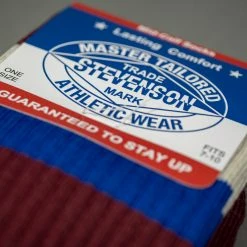 Mid-Calf Socks
★ Lasting Comfort ★
MASTER TAILORED
TRADE
STEVENSON
MARK
ATHLETIC WEAR
ONE
SIZE
FITS
7-10
GUARANTEED TO STAY UP